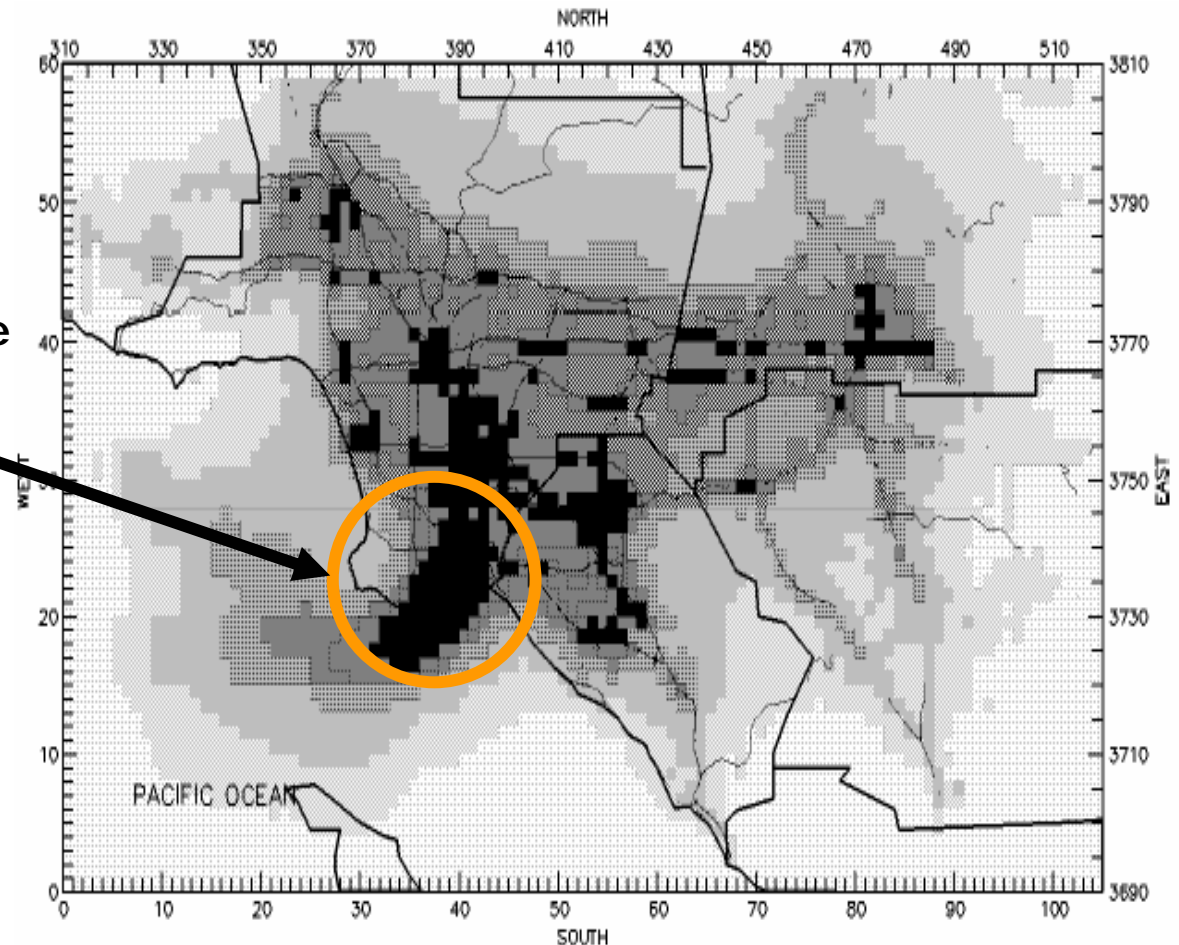 NORTH
310 330 350 370 390 410 430 450 470 490 510
60 3810
50 3790
e
40 3770
WEST 3750 EAST
20 3730
10 3710
PACIFIC OCEAN
0 3690
0 10 20 30 40 50 60 70 80 90 100
SOUTH